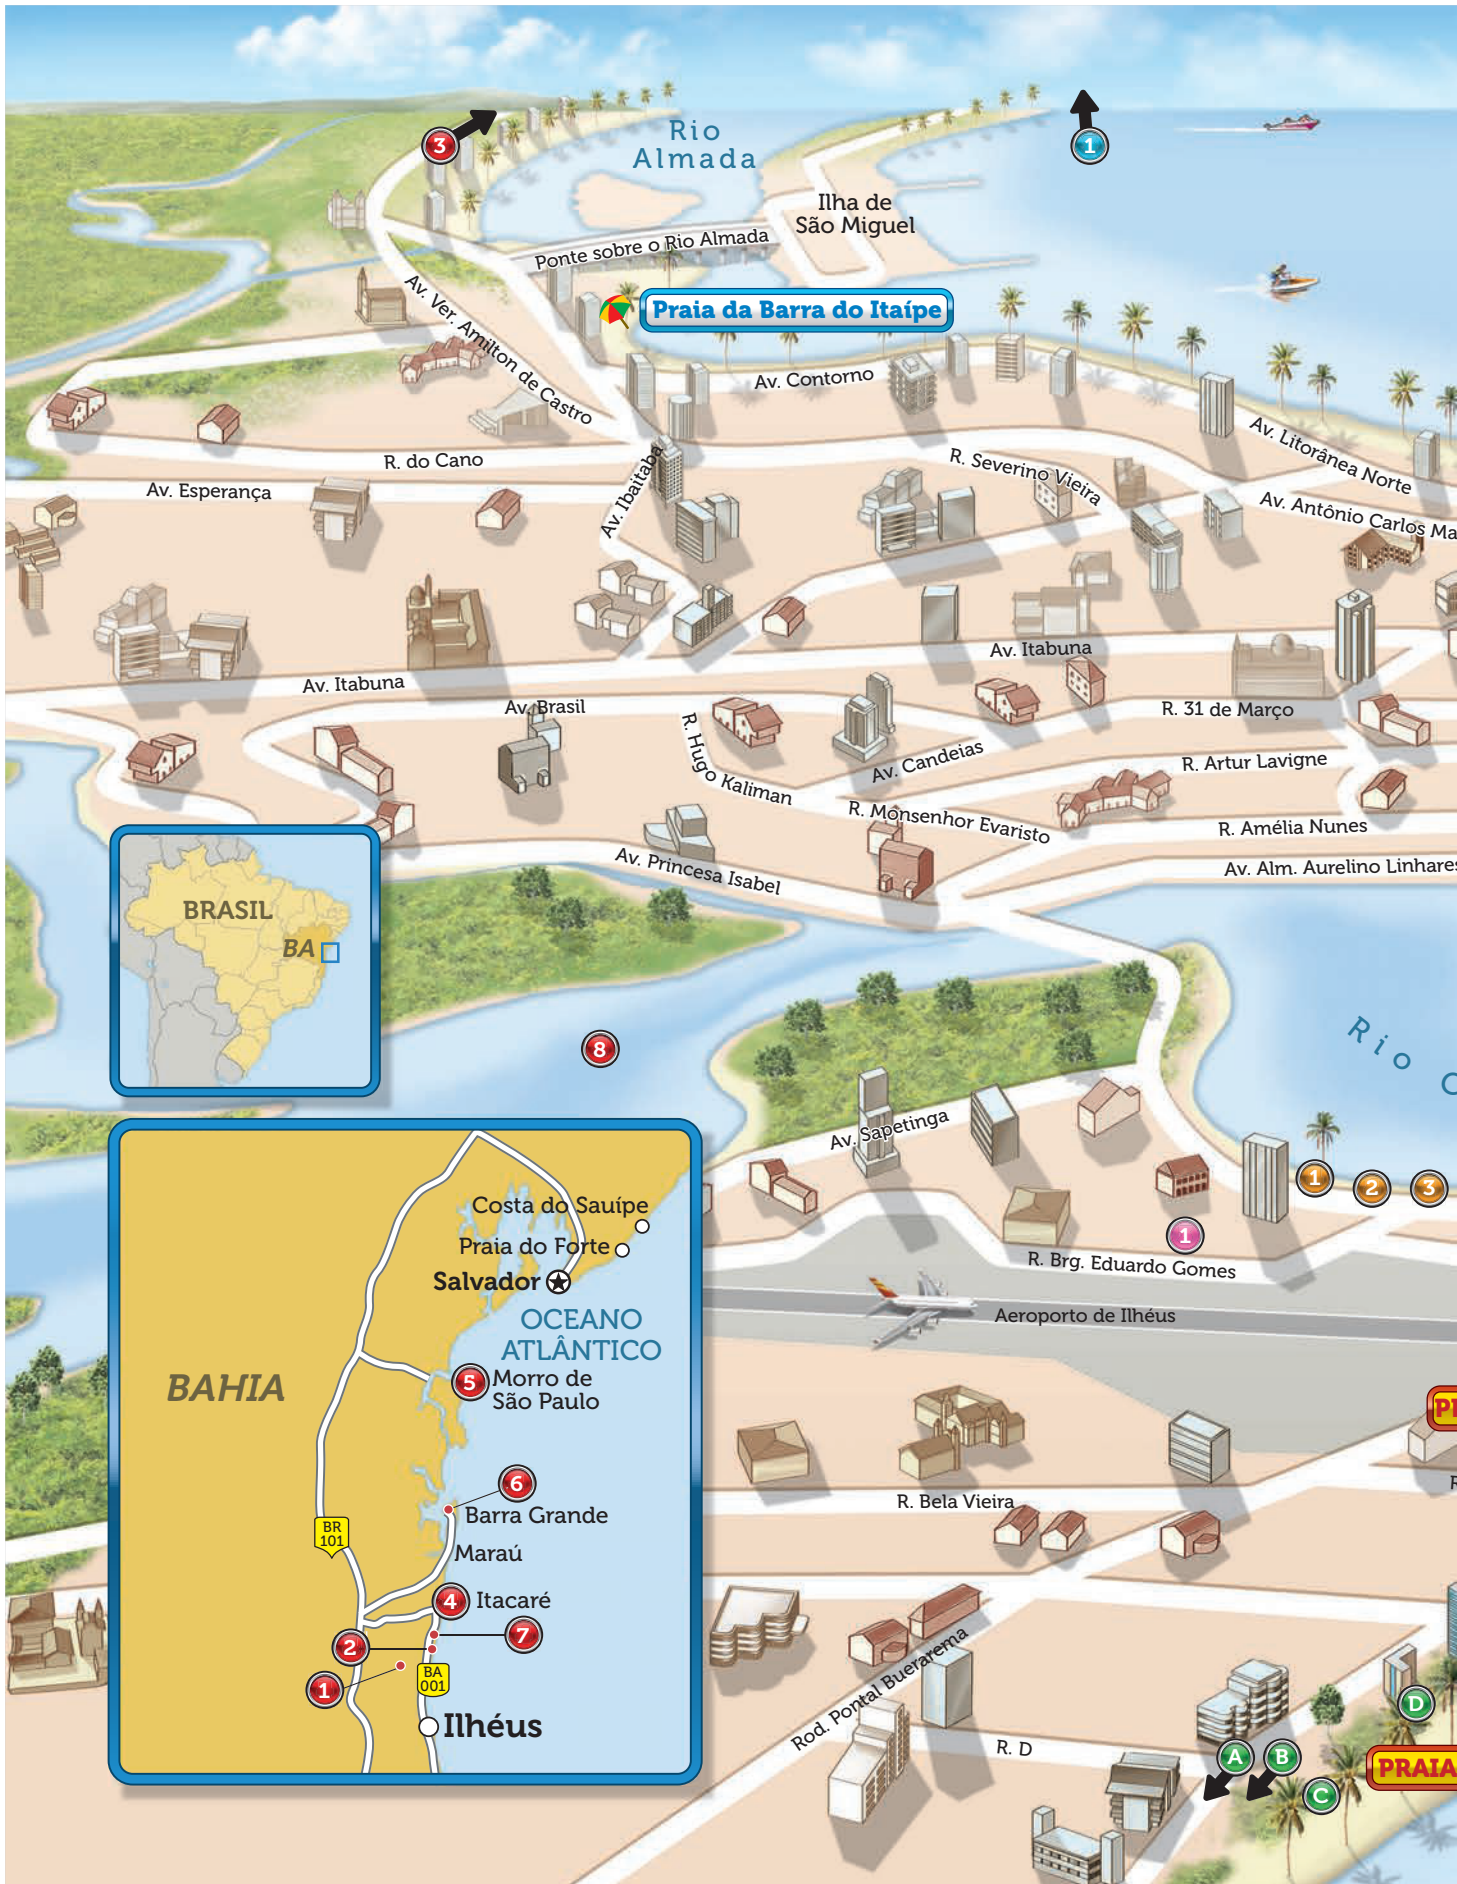 3
Rio
Almada
1
Ilha de
São Miguel
Ponte sobre o Rio Almada
Av. Ver. Amilton de Castro
Praia da Barra do Itaípe
Av. Contorno
Av. Litorânea Norte
R. do Cano
R. Severino Vieira
Av. Esperança
Av. Ibaitaba
Av. Antônio Carlos Ma
Av. Itabuna
Av. Itabuna
Av. Brasil
R. 31 de Março
R. Hugo Kaliman
Av. Candeias
R. Artur Lavigne
R. Monsenhor Evaristo
R. Amélia Nunes
Av. Princesa Isabel
Av. Alm. Aurelino Linhares
BRASIL
BA
8
Rio
Av. Sapetinga
1
2
3
1
R. Brg. Eduardo Gomes
Aeroporto de Ilhéus
Costa do Sauípe
Praia do Forte
Salvador
OCEANO
ATLÂNTICO
BAHIA
5
Morro de
São Paulo
6
Barra Grande
BR
101
Maraú
4
Itacaré
7
2
1
BA
001
Ilhéus
R. Bela Vieira
Rod. Pontal Buerarema
R. D
D
A
B
C
PRAIA